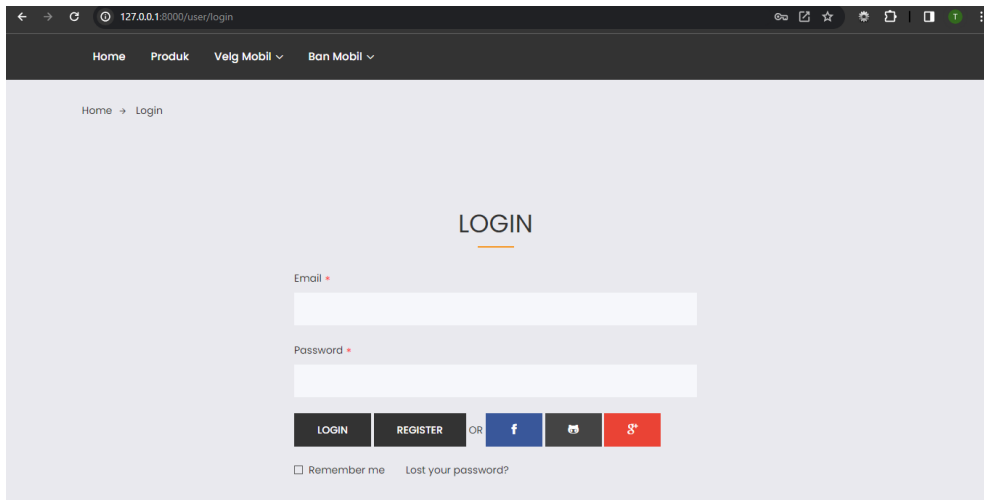 127.0.0.1:8000/user/login
T
Home Produk Velg Mobil Ban Mobil
Home → Login
LOGIN
Email *
Password *
LOGIN REGISTER OR f g+
Remember me Lost your password?